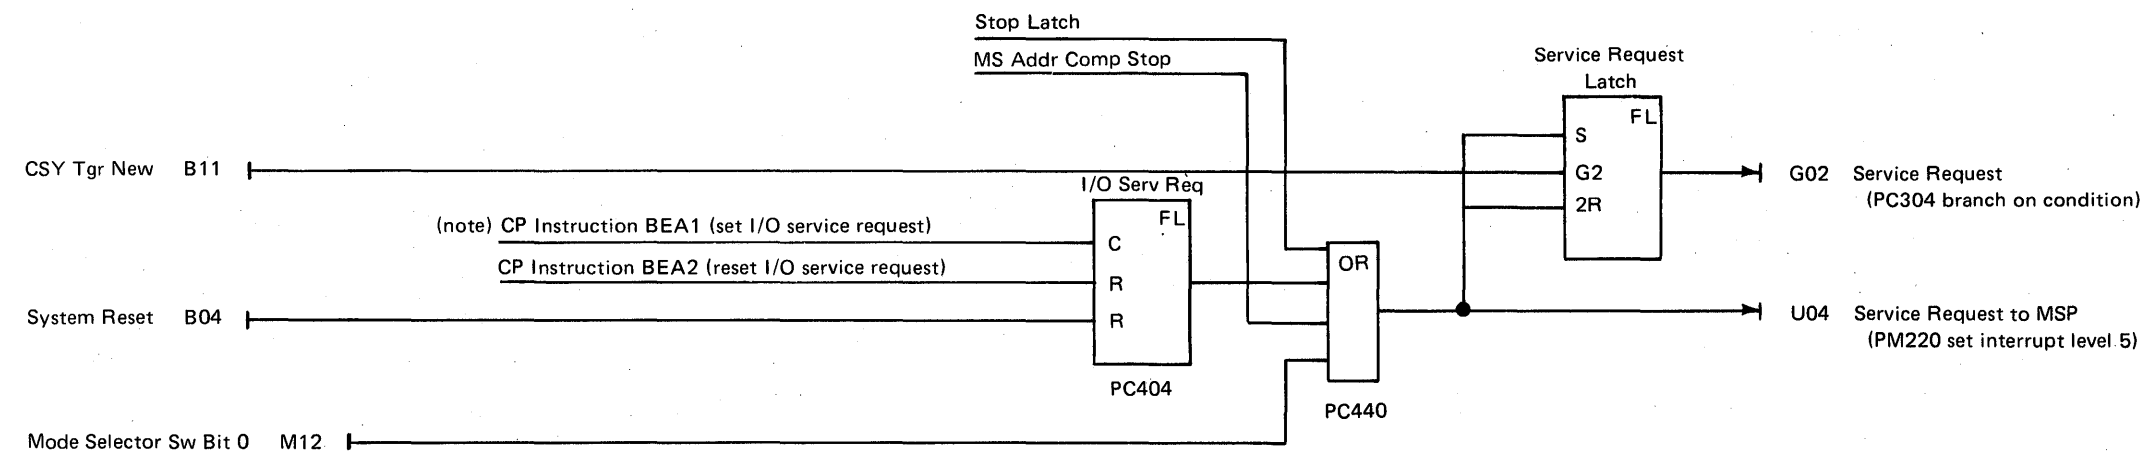 Stop Latch
MS Addr Comp Stop
Service Request
Latch
FL
S
CSY Tgr New B11
G2
G02 Service Request
(PC304 branch on condition)
2R
I/O Serv Req
FL
(note) CP Instruction BEA1 (set I/O service request)
C
CP Instruction BEA2 (reset I/O service request)
R
OR
System Reset B04
R
U04 Service Request to MSP
(PM220 set interrupt level 5)
PC404
PC440
Mode Selector Sw Bit 0 M12